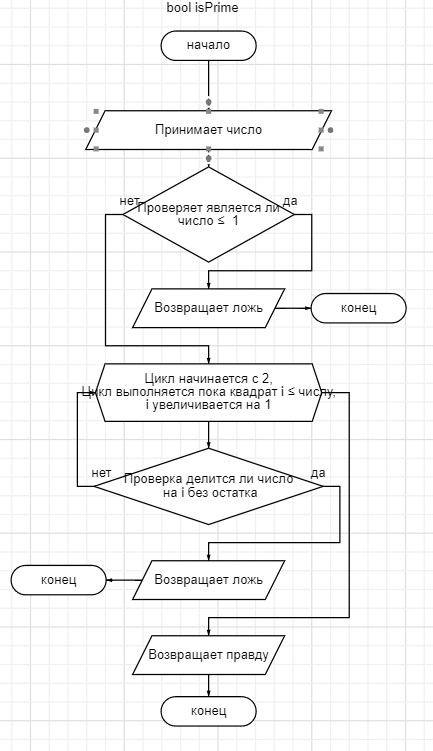 bool isPrime
начало
Принимает число
нет
да
Проверяет является ли
число ≤ 1
Возвращает ложь
конец
Цикл начинается с 2,
Цикл выполняется пока квадрат i ≤ числу,
i увеличивается на 1
нет
да
Проверка делится ли число
на i без остатка
конец
Возвращает ложь
Возвращает правду
конец